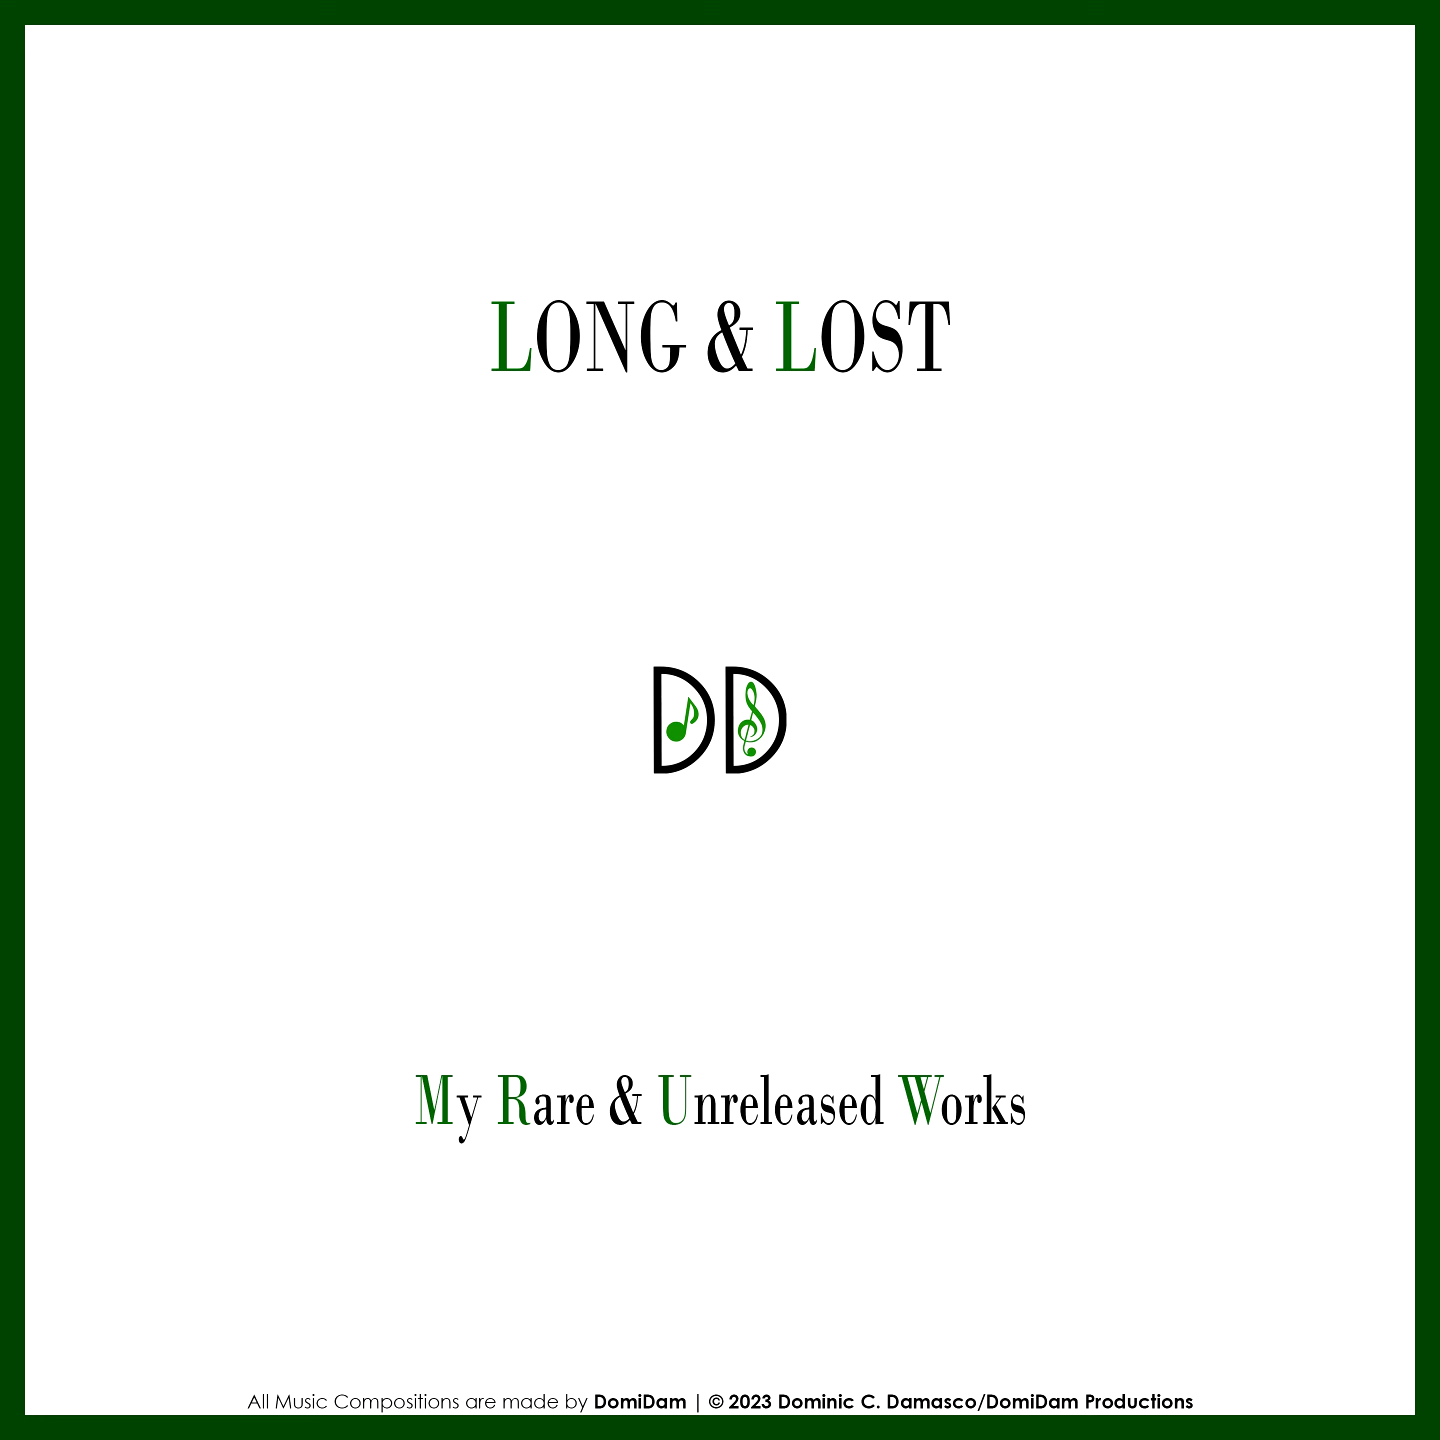 LONG & LOST
DD
My Rare & Unreleased Works
All Music Compositions are made by DomiDam | © 2023 Dominic C. Damasco/DomiDam Productions